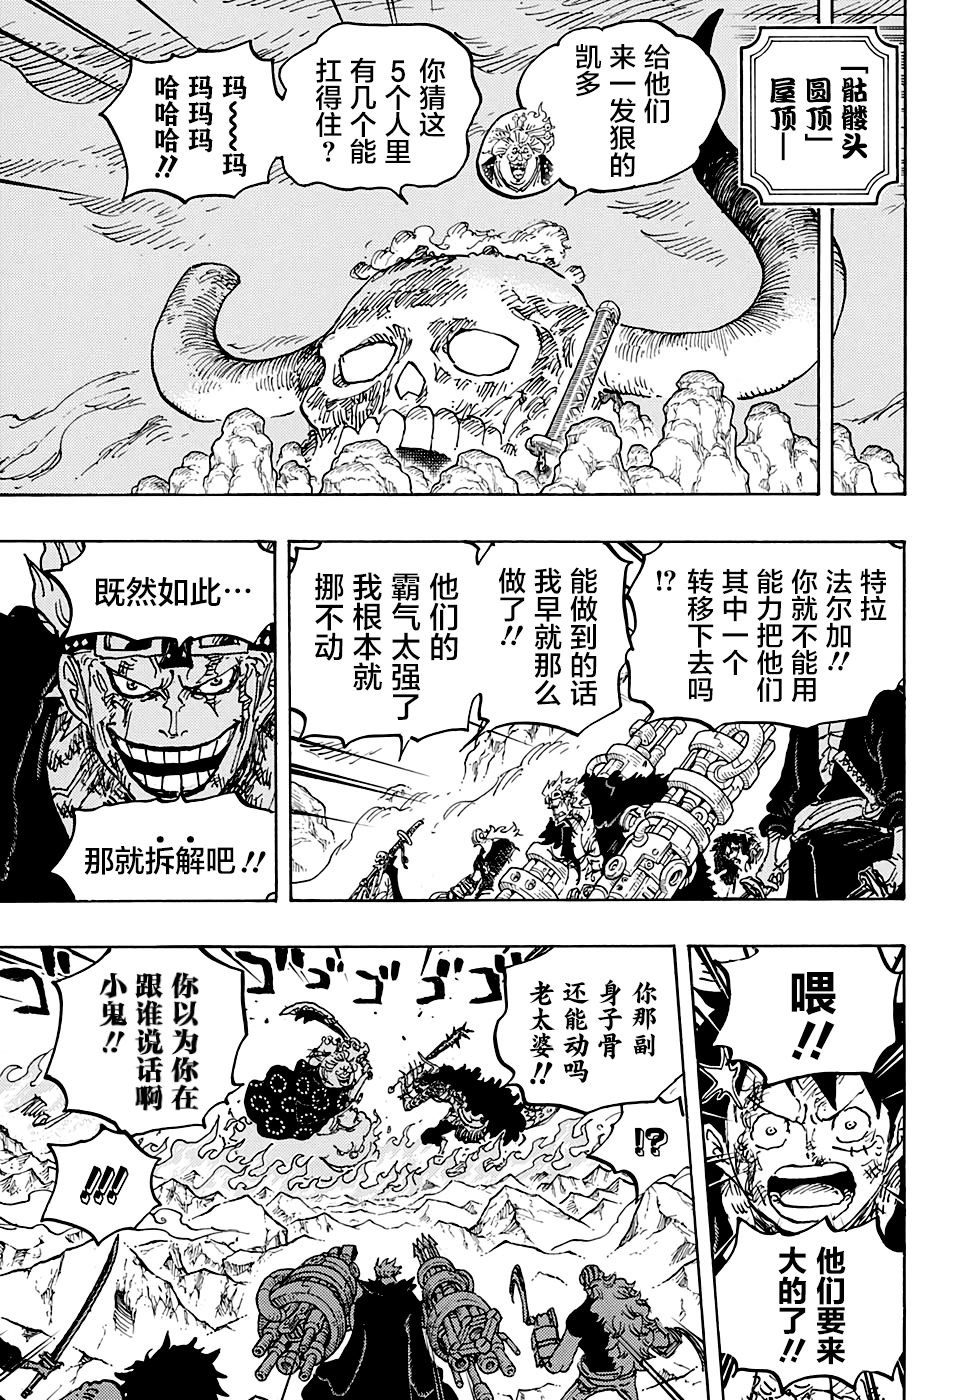 「骷髅头
圆顶」
屋顶—
给他们
来一发狠的
凯多
你猜这
5个人里
有几个能
扛得住？
玛~~~玛
玛玛玛
哈哈哈!!
特拉
法尔加!!
你就不能用
能力把他们
其中一个
转移下去吗
!?
能做到的话
我早就那么
做了!!
他们的
霸气太强了
我根本就
挪不动
既然如此…
那就拆解吧!!
喂!!
他们要来
大的了!!
你那副
身子骨
还能动吗
老太婆!!
!?
ゴゴゴゴゴ
你以为你在
跟谁说话啊
小鬼!!
!!!!